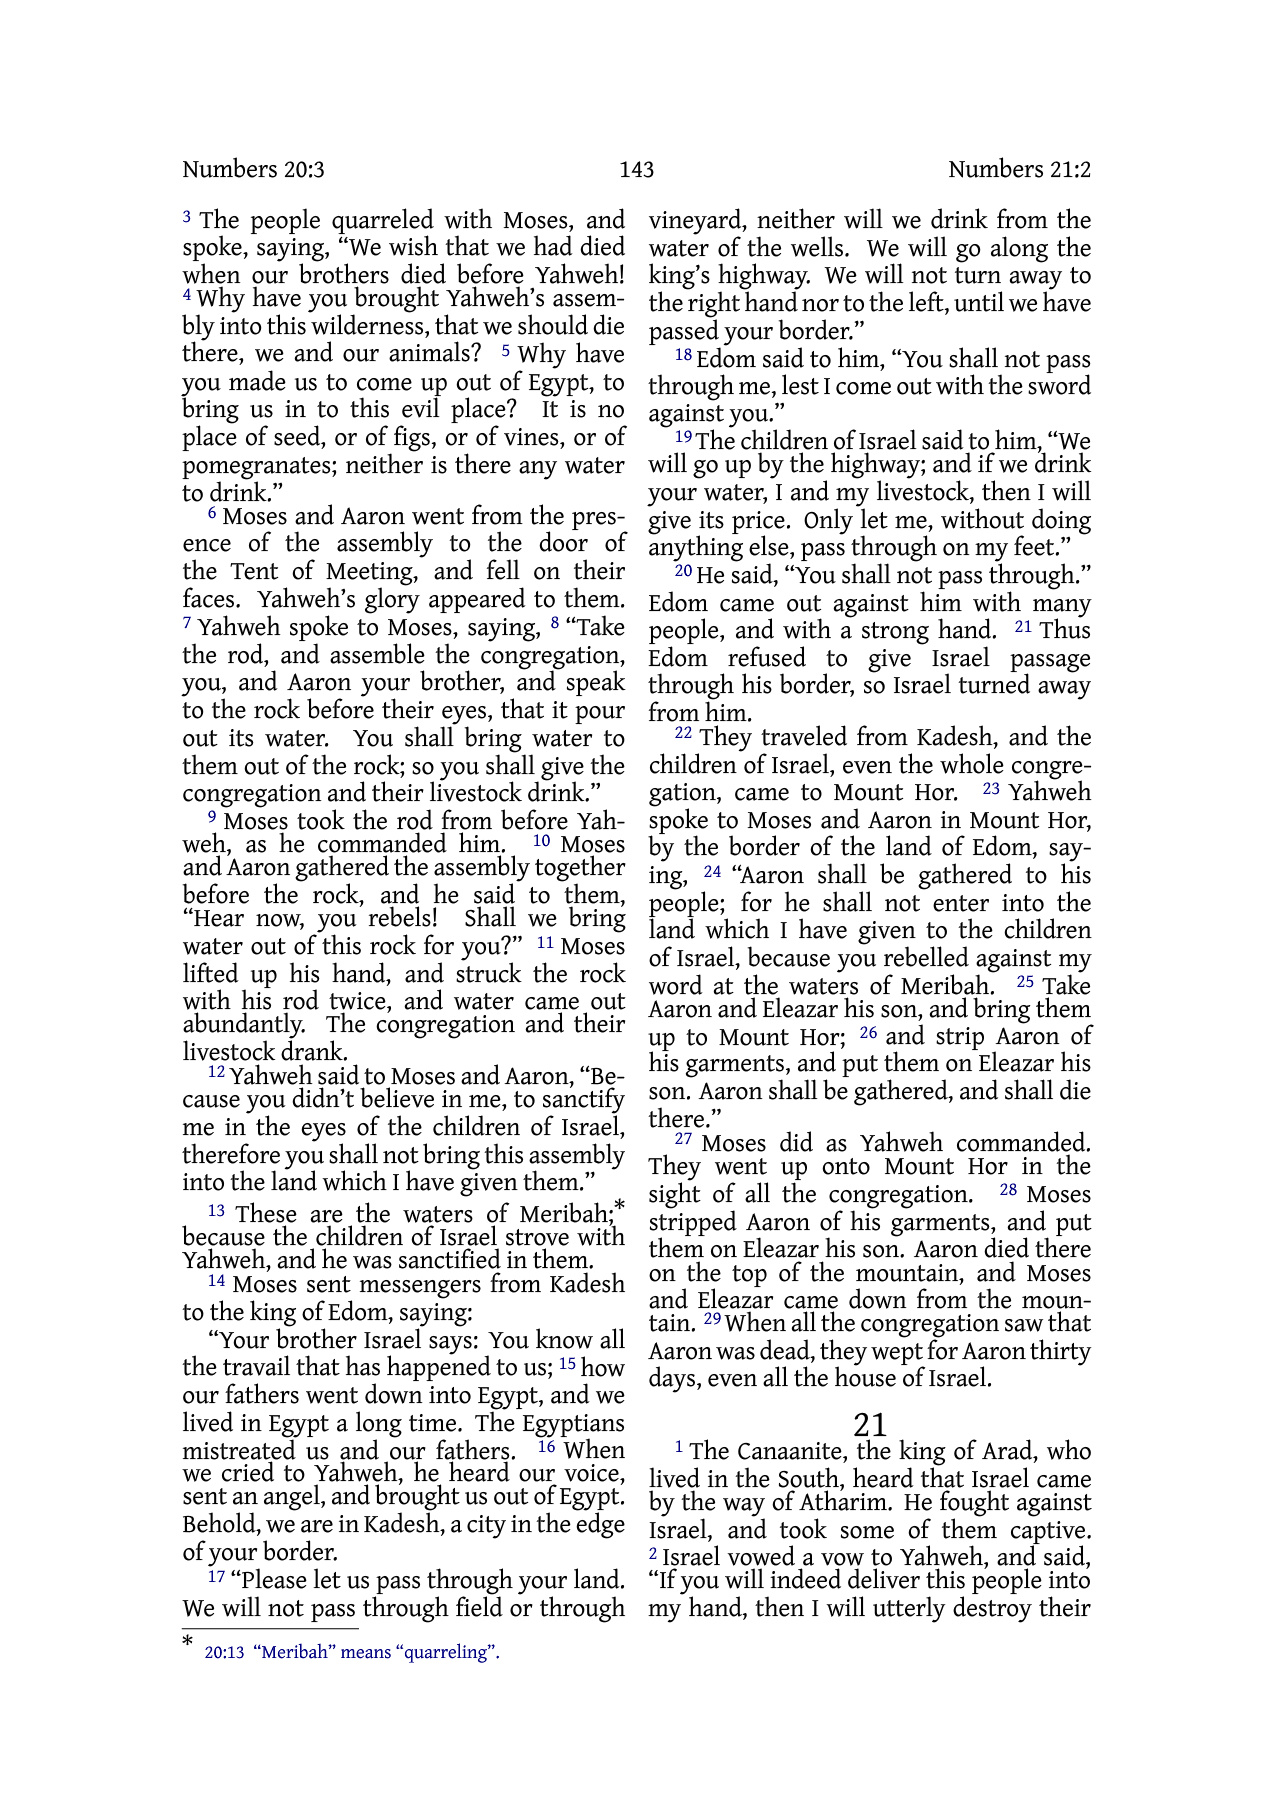 Numbers 20:3
143
Numbers 21:2
3 The people quarreled with Moses, and
spoke, saying, “We wish that we had died
when our brothers died before Yahweh!
4 Why have you brought Yahweh’s assem-
bly into this wilderness, that we should die
there, we and our animals? 5 Why have
you made us to come up out of Egypt, to
bring us in to this evil place? It is no
place of seed, or of figs, or of vines, or of
pomegranates; neither is there any water
to drink.”
6 Moses and Aaron went from the pres-
ence of the assembly to the door of
the Tent of Meeting, and fell on their
faces. Yahweh’s glory appeared to them.
7 Yahweh spoke to Moses, saying, 8 “Take
the rod, and assemble the congregation,
you, and Aaron your brother, and speak
to the rock before their eyes, that it pour
out its water. You shall bring water to
them out of the rock; so you shall give the
congregation and their livestock drink.”
9 Moses took the rod from before Yah-
weh, as he commanded him. 10 Moses
and Aaron gathered the assembly together
before the rock, and he said to them,
“Hear now, you rebels! Shall we bring
water out of this rock for you?” 11 Moses
lifted up his hand, and struck the rock
with his rod twice, and water came out
abundantly. The congregation and their
livestock drank.
12 Yahweh said to Moses and Aaron, “Be-
cause you didn’t believe in me, to sanctify
me in the eyes of the children of Israel,
therefore you shall not bring this assembly
into the land which I have given them.”
13 These are the waters of Meribah;*
because the children of Israel strove with
Yahweh, and he was sanctified in them.
14 Moses sent messengers from Kadesh
to the king of Edom, saying:
“Your brother Israel says: You know all
the travail that has happened to us; 15 how
our fathers went down into Egypt, and we
lived in Egypt a long time. The Egyptians
mistreated us and our fathers. 16 When
we cried to Yahweh, he heard our voice,
sent an angel, and brought us out of Egypt.
Behold, we are in Kadesh, a city in the edge
of your border.
17 “Please let us pass through your land.
We will not pass through field or through
vineyard, neither will we drink from the
water of the wells. We will go along the
king’s highway. We will not turn away to
the right hand nor to the left, until we have
passed your border.”
18 Edom said to him, “You shall not pass
through me, lest I come out with the sword
against you.”
19 The children of Israel said to him, “We
will go up by the highway; and if we drink
your water, I and my livestock, then I will
give its price. Only let me, without doing
anything else, pass through on my feet.”
20 He said, “You shall not pass through.”
Edom came out against him with many
people, and with a strong hand. 21 Thus
Edom refused to give Israel passage
through his border, so Israel turned away
from him.
22 They traveled from Kadesh, and the
children of Israel, even the whole congre-
gation, came to Mount Hor. 23 Yahweh
spoke to Moses and Aaron in Mount Hor,
by the border of the land of Edom, say-
ing, 24 “Aaron shall be gathered to his
people; for he shall not enter into the
land which I have given to the children
of Israel, because you rebelled against my
word at the waters of Meribah. 25 Take
Aaron and Eleazar his son, and bring them
up to Mount Hor; 26 and strip Aaron of
his garments, and put them on Eleazar his
son. Aaron shall be gathered, and shall die
there.”
27 Moses did as Yahweh commanded.
They went up onto Mount Hor in the
sight of all the congregation. 28 Moses
stripped Aaron of his garments, and put
them on Eleazar his son. Aaron died there
on the top of the mountain, and Moses
and Eleazar came down from the moun-
tain. 29 When all the congregation saw that
Aaron was dead, they wept for Aaron thirty
days, even all the house of Israel.
21
1 The Canaanite, the king of Arad, who
lived in the South, heard that Israel came
by the way of Atharim. He fought against
Israel, and took some of them captive.
2 Israel vowed a vow to Yahweh, and said,
“If you will indeed deliver this people into
my hand, then I will utterly destroy their
* 20:13 “Meribah” means “quarreling”.